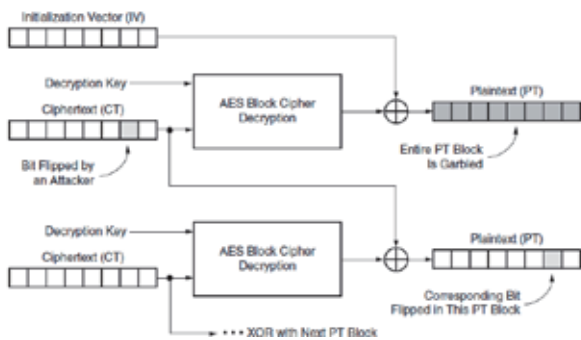 Initialization Vector (IV)
Decryption Key
AES Block Cipher
Decryption
Ciphertext (CT)
Plaintext (PT)
Bit Flipped by
an Attacker
Entire PT Block
Is Garbled
Decryption Key
AES Block Cipher
Decryption
Ciphertext (CT)
Plaintext (PT)
Corresponding Bit
Flipped in This PT Block
• • • XOR with Next PT Block